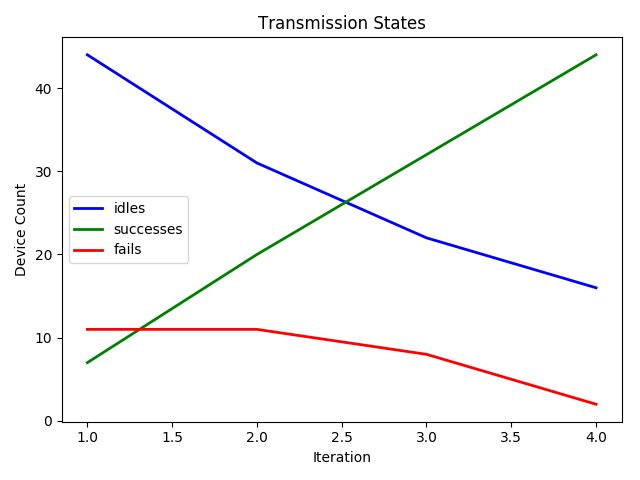 Transmission States
Device Count
40
30
20
10
0
idles
successes
fails
1.0 1.5 2.0 2.5 3.0 3.5 4.0
Iteration